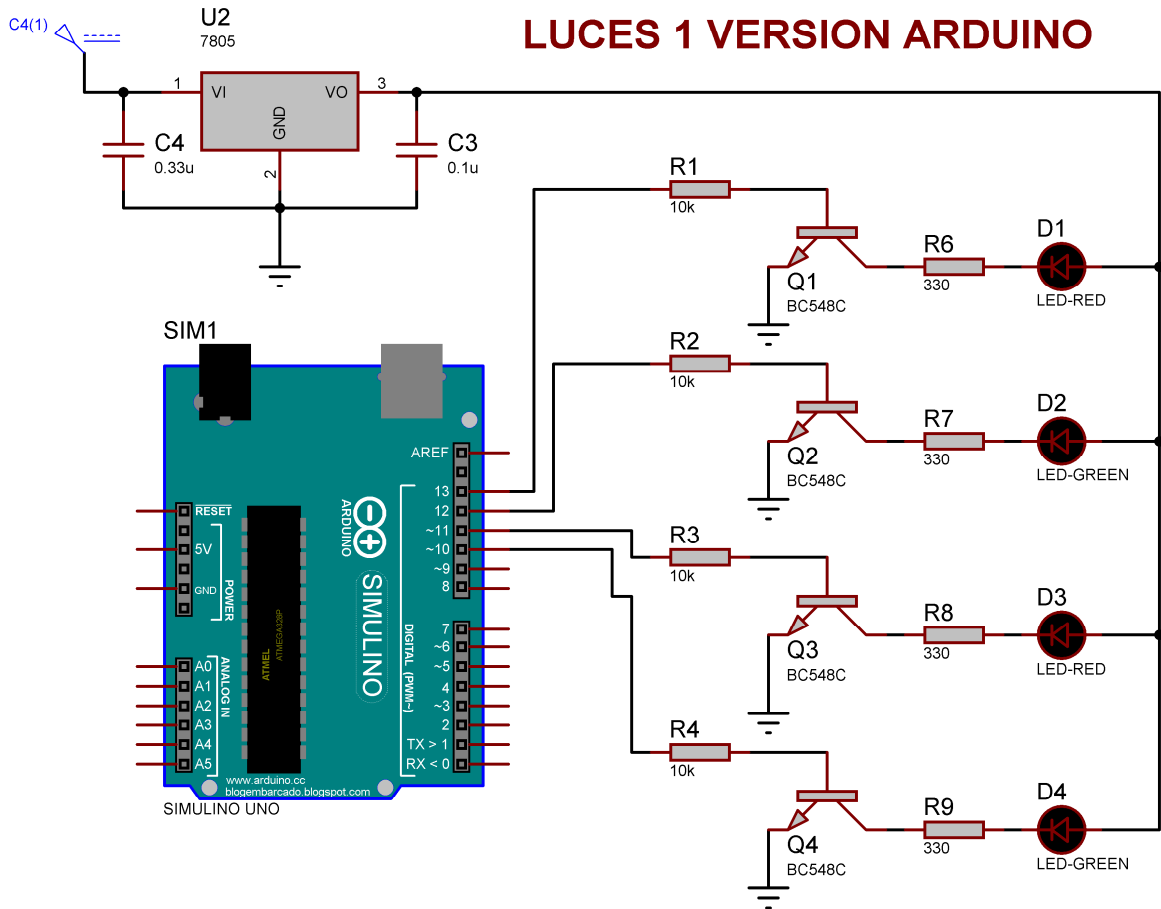 LUCES 1 VERSION ARDUINO
C4(1)
U2
7805
1
VI
VO
3
GND
2
C4
0.33u
C3
0.1u
R1
10k
Q1
BC548C
R6
330
D1
LED-RED
R2
10k
Q2
BC548C
R7
330
D2
LED-GREEN
R3
10k
Q3
BC548C
R8
330
D3
LED-RED
R4
10k
Q4
BC548C
R9
330
D4
LED-GREEN
SIM1
AREF
13
12
~11
~10
~9
8
7
~6
~5
4
~3
2
TX > 1
RX < 0
DIGITAL (PWM~)
ARDUINO
SIMULINO
RESET
5V
GND
POWER
A0
A1
A2
A3
A4
A5
ANALOG IN
ATMEL
ATMEGA328P
www.arduino.cc
blogembarcado.blogspot.com
SIMULINO UNO